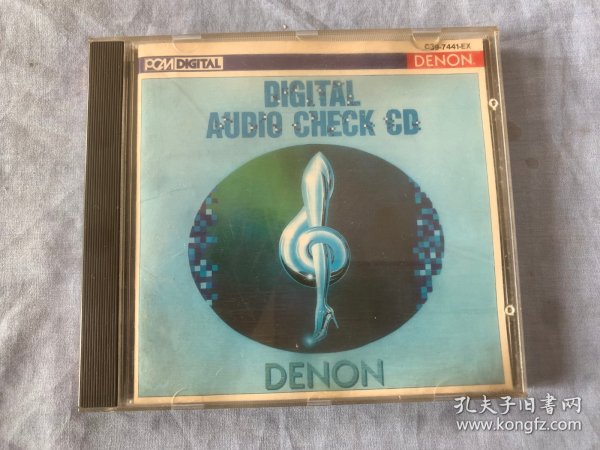 PCM DIGITAL
C39-7441-EX
DENON
DIGITAL
AUDIO CHECK CD
DENON
孔夫子旧书网
www.kongfz.com